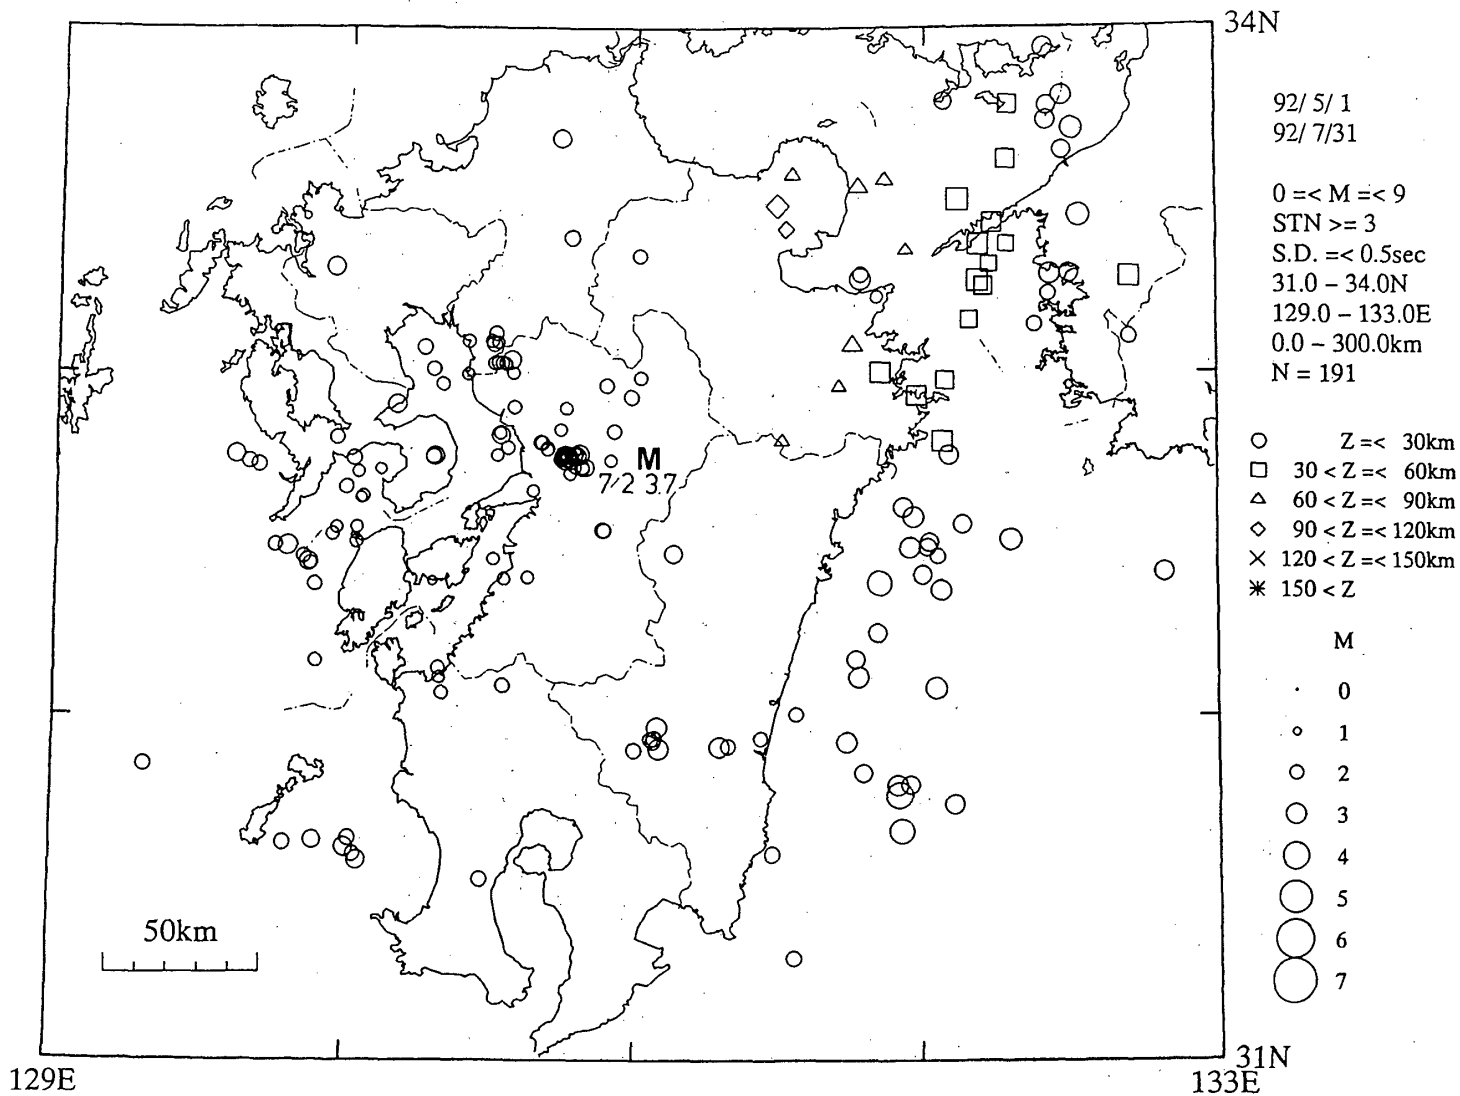 34N
92/ 5/ 1
92/ 7/31
0 =< M =< 9
STN >= 3
S.D. =< 0.5sec
31.0 – 34.0N
129.0 – 133.0E
0.0 – 300.0km
N = 191
Z =< 30km
30 < Z =< 60km
60 < Z =< 90km
90 < Z =< 120km
120 < Z =< 150km
150 < Z
M
7/2 3.7
M
0
1
2
3
4
5
6
7
50km
31N
129E
133E